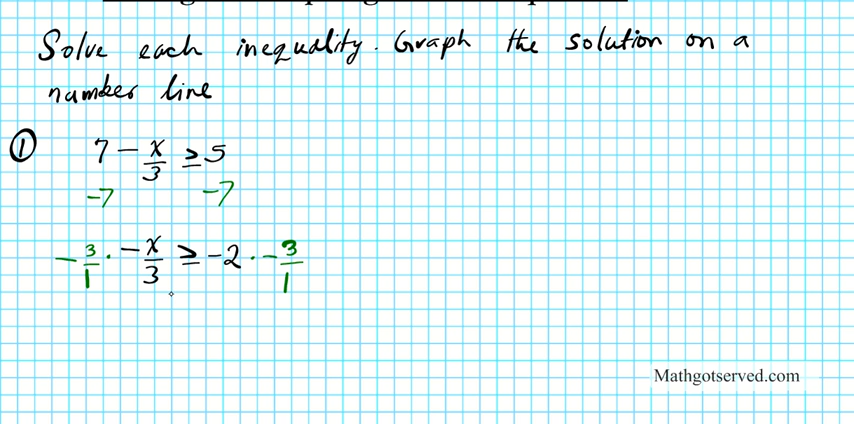 Solve each inequality. Graph the solution on a
number line
① 7 - x/3 ≥ 5
-7 -7
-3/1 · -x/3 ≥ -2 · -3/1
Mathgotserved.com